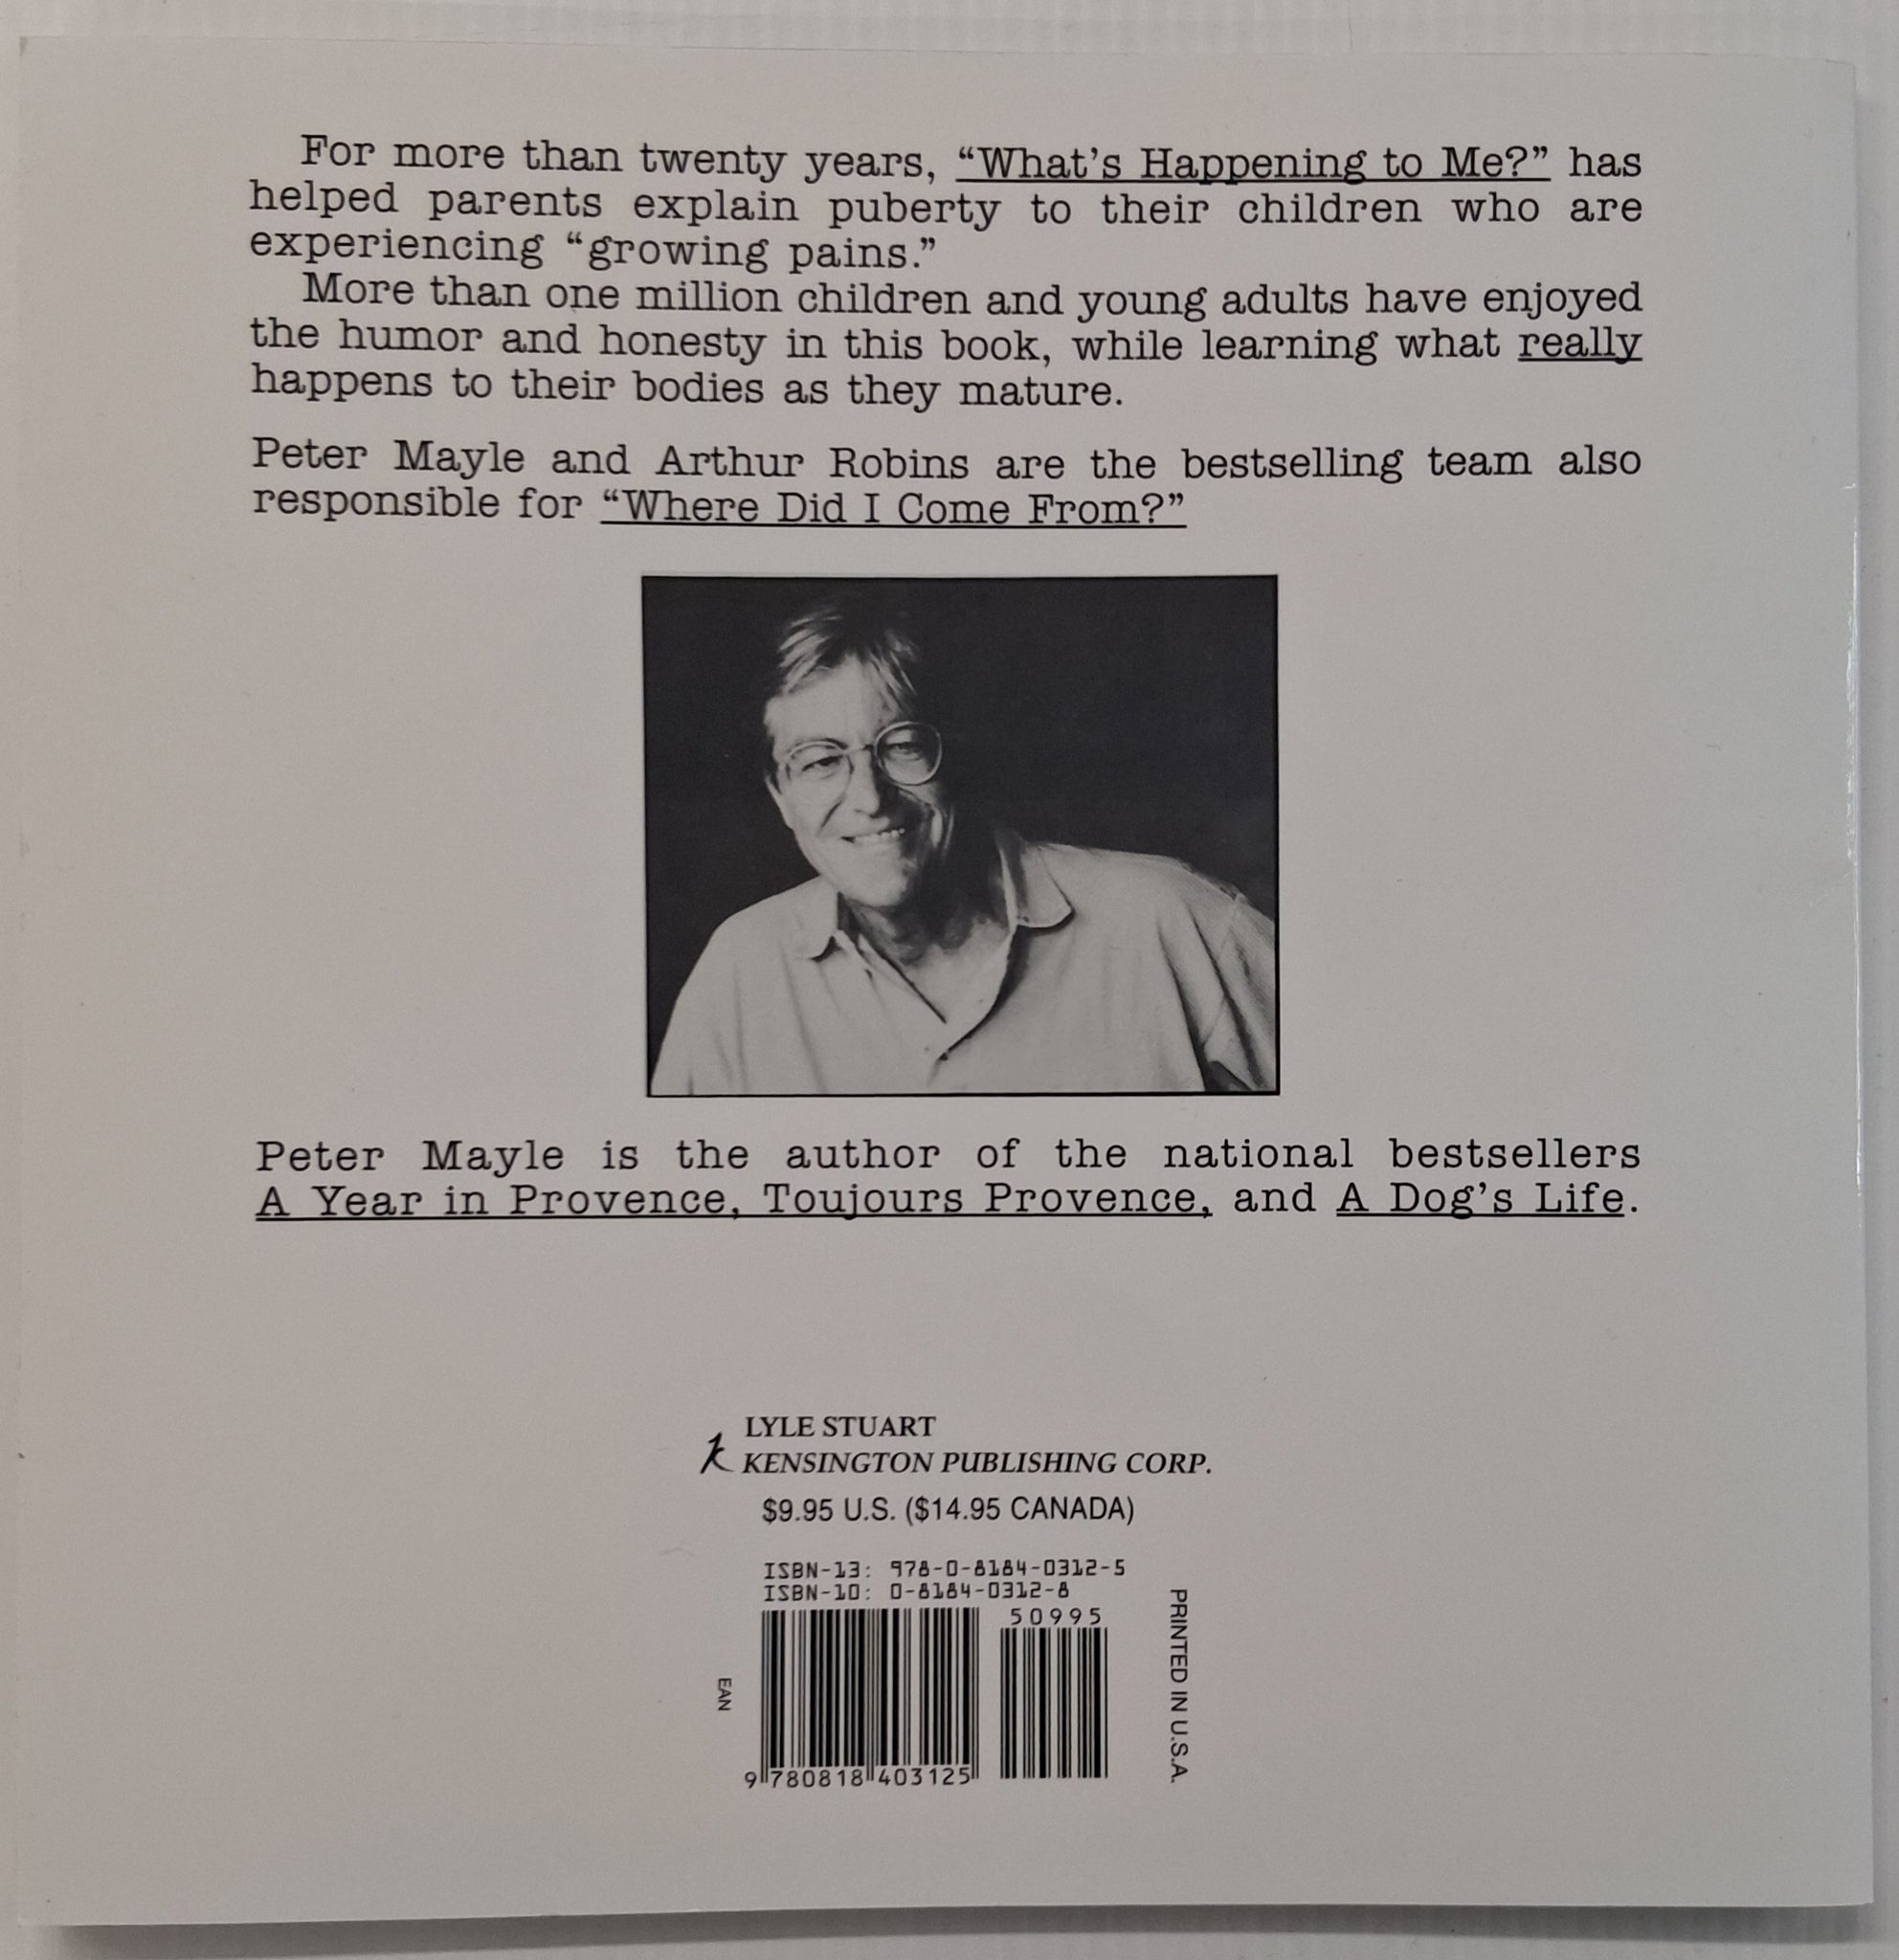 For more than twenty years, “What’s Happening to Me?” has
helped parents explain puberty to their children who are
experiencing “growing pains.”
More than one million children and young adults have enjoyed
the humor and honesty in this book, while learning what really
happens to their bodies as they mature.
Peter Mayle and Arthur Robins are the bestselling team also
responsible for “Where Did I Come From?”
Peter Mayle is the author of the national bestsellers
A Year in Provence, Toujours Provence, and A Dog’s Life.
LYLE STUART
k KENSINGTON PUBLISHING CORP.
$9.95 U.S. ($14.95 CANADA)
ISBN-13: 978-0-8184-0312-5
ISBN-10: 0-8184-0312-8
50995
EAN
9 780818 403125
PRINTED IN U.S.A.